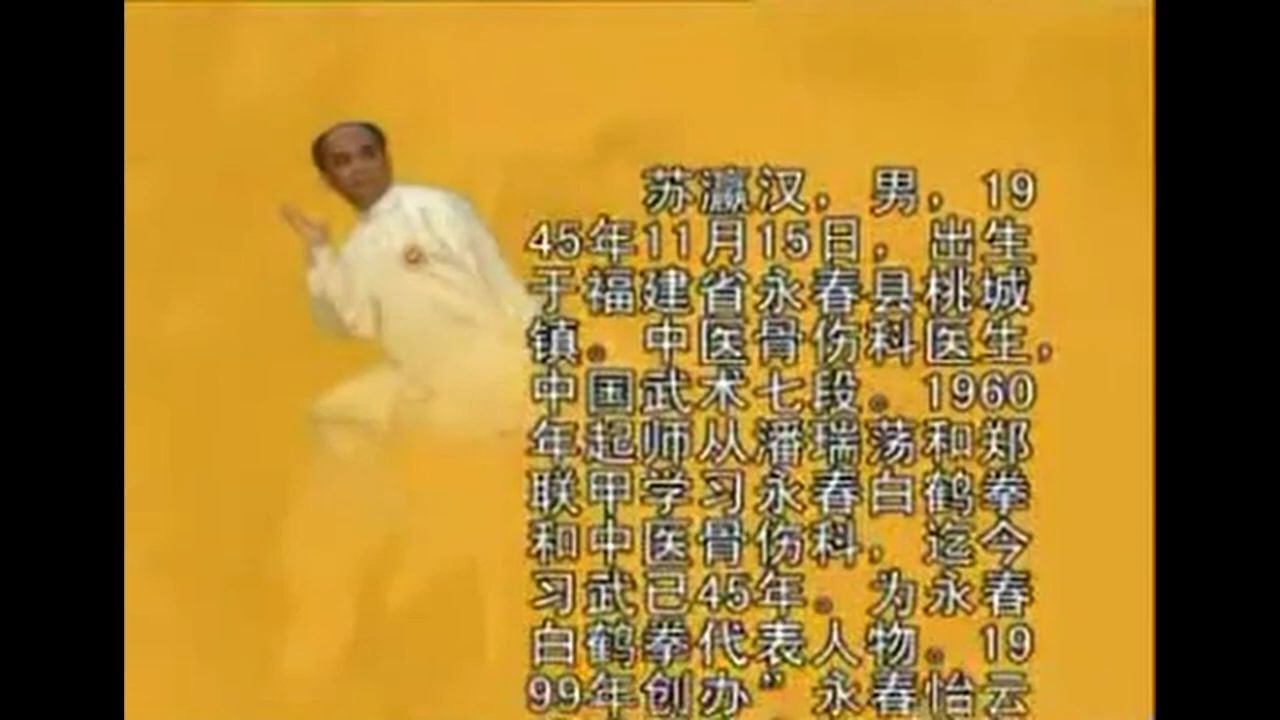 苏瀛汉，男，19
45年11月15日，出生
于福建省永春县桃城
镇。中医骨伤科医生，
中国武术七段。1960
年起师从潘瑞荡和郑
联甲学习永春白鹤拳
和中医骨伤科，迄今
习武已45年。为永春
白鹤拳代表人物。19
99年创办”永春怡云